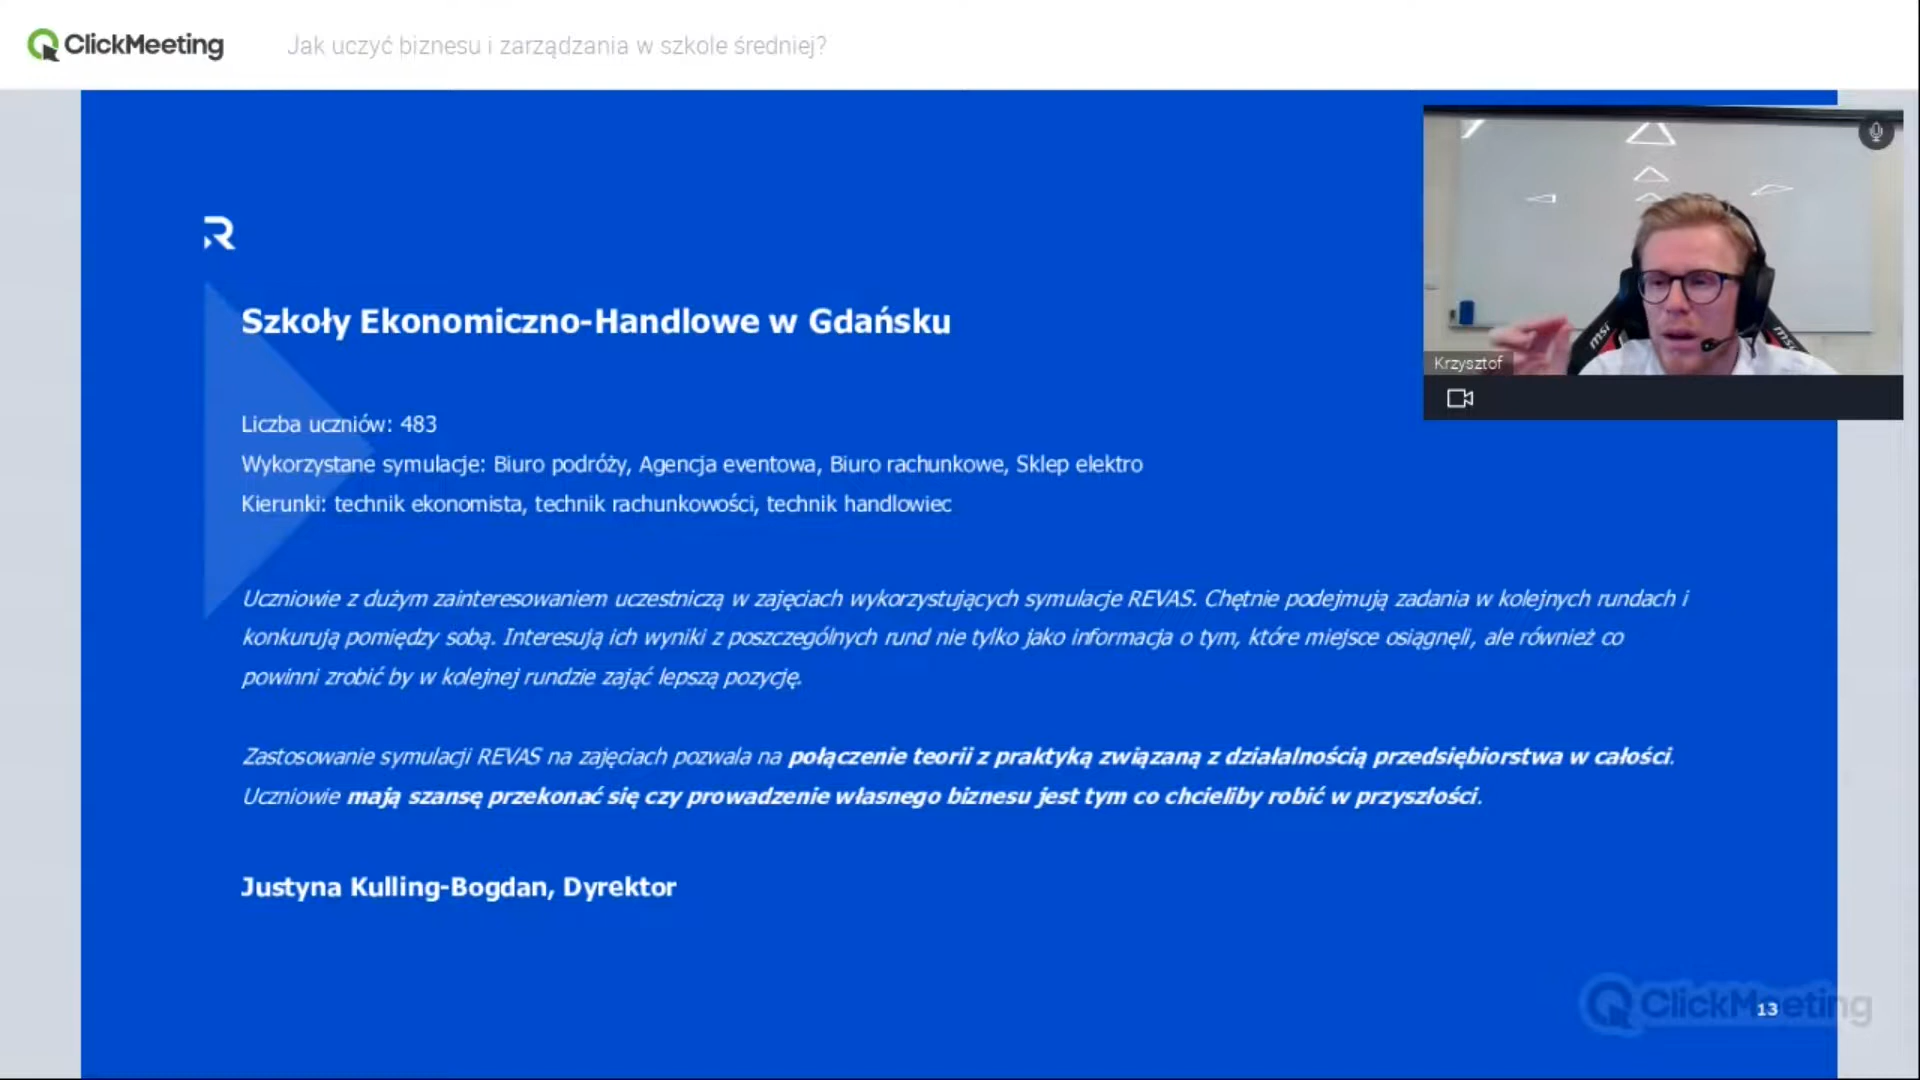 ClickMeeting
Jak uczyć biznesu i zarządzania w szkole średniej?
Szkoły Ekonomiczno-Handlowe w Gdańsku
Liczba uczniów: 483
Wykorzystane symulacje: Biuro podróży, Agencja eventowa, Biuro rachunkowe, Sklep elektro
Kierunki: technik ekonomista, technik rachunkowości, technik handlowiec
Uczniowie z dużym zainteresowaniem uczestniczą w zajęciach wykorzystujących symulacje REVAS. Chętnie podejmują zadania w kolejnych rundach i
konkurują pomiędzy sobą. Interesują ich wyniki z poszczególnych rund nie tylko jako informacja o tym, które miejsce osiągnęli, ale również co
powinni zrobić by w kolejnej rundzie zająć lepszą pozycję.
Zastosowanie symulacji REVAS na zajęciach pozwala na połączenie teorii z praktyką związaną z działalnością przedsiębiorstwa w całości.
Uczniowie mają szansę przekonać się czy prowadzenie własnego biznesu jest tym co chcieliby robić w przyszłości.
Justyna Kulling-Bogdan, Dyrektor
msi
msi
Krzysztof
ClickMeeting
13